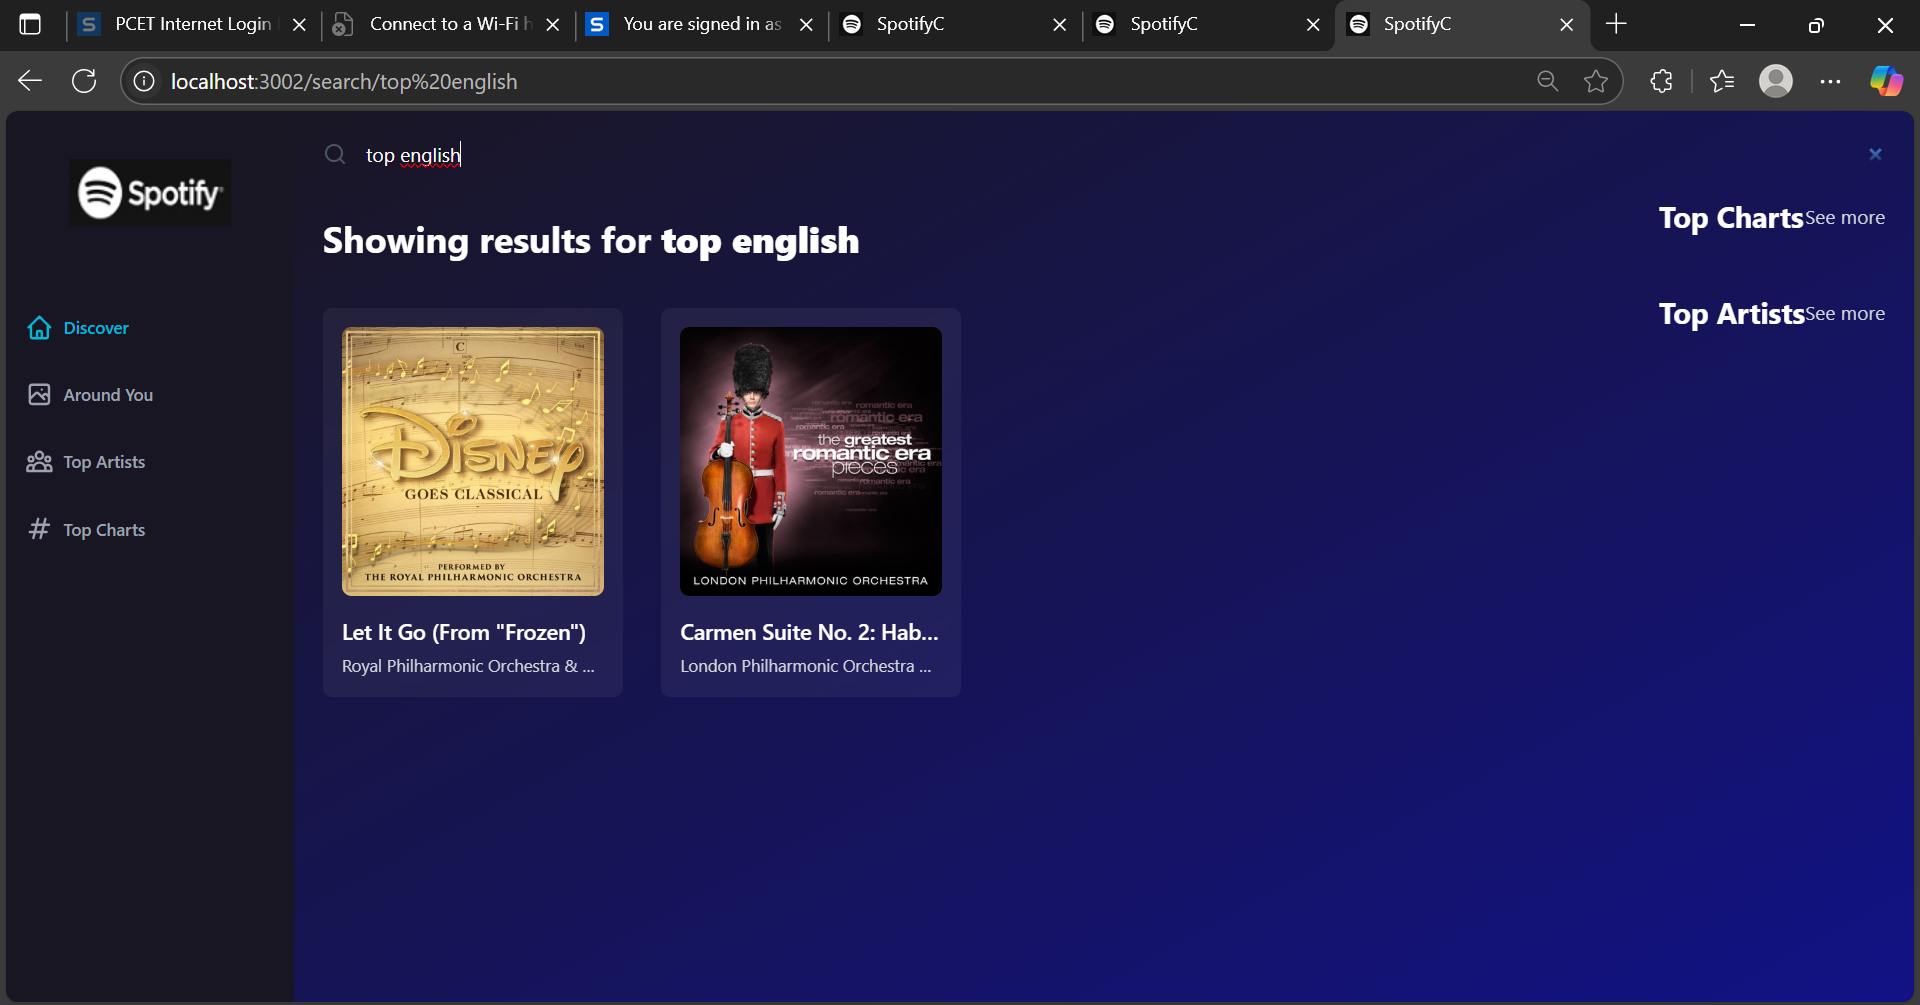 PCET Internet Login
Connect to a Wi-Fi h
You are signed in as
SpotifyC
SpotifyC
SpotifyC
localhost:3002/search/top%20english
Spotify
top english
Showing results for top english
Top Charts See more
Top Artists See more
Discover
Around You
Top Artists
Top Charts
C
Disney
GOES CLASSICAL
PERFORMED BY
THE ROYAL PHILHARMONIC ORCHESTRA
Let It Go (From "Frozen")
Royal Philharmonic Orchestra & ...
romantic era
the greatest
romantic era
pieces
LONDON PHILHARMONIC ORCHESTRA
Carmen Suite No. 2: Hab...
London Philharmonic Orchestra ...